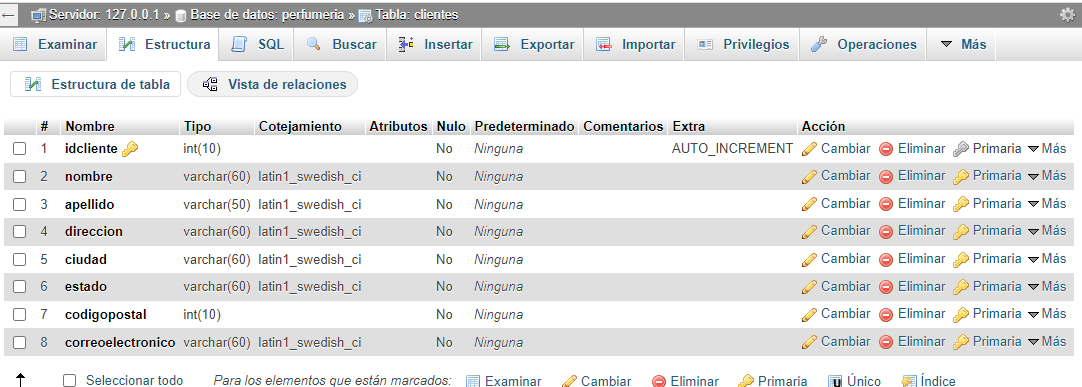 Servidor: 127.0.0.1 » Base de datos: perfumeria » Tabla: clientes
Examinar Estructura SQL Buscar Insertar Exportar Importar Privilegios Operaciones Más
Estructura de tabla Vista de relaciones
# Nombre Tipo Cotejamiento Atributos Nulo Predeterminado Comentarios Extra Acción
1 idcliente int(10) No Ninguna AUTO_INCREMENT Cambiar Eliminar Primaria Más
2 nombre varchar(60) latin1_swedish_ci No Ninguna Cambiar Eliminar Primaria Más
3 apellido varchar(50) latin1_swedish_ci No Ninguna Cambiar Eliminar Primaria Más
4 direccion varchar(60) latin1_swedish_ci No Ninguna Cambiar Eliminar Primaria Más
5 ciudad varchar(60) latin1_swedish_ci No Ninguna Cambiar Eliminar Primaria Más
6 estado varchar(60) latin1_swedish_ci No Ninguna Cambiar Eliminar Primaria Más
7 codigopostal int(10) No Ninguna Cambiar Eliminar Primaria Más
8 correoelectronico varchar(60) latin1_swedish_ci No Ninguna Cambiar Eliminar Primaria Más
Seleccionar todo Para los elementos que están marcados: Examinar Cambiar Eliminar Primaria Único Índice